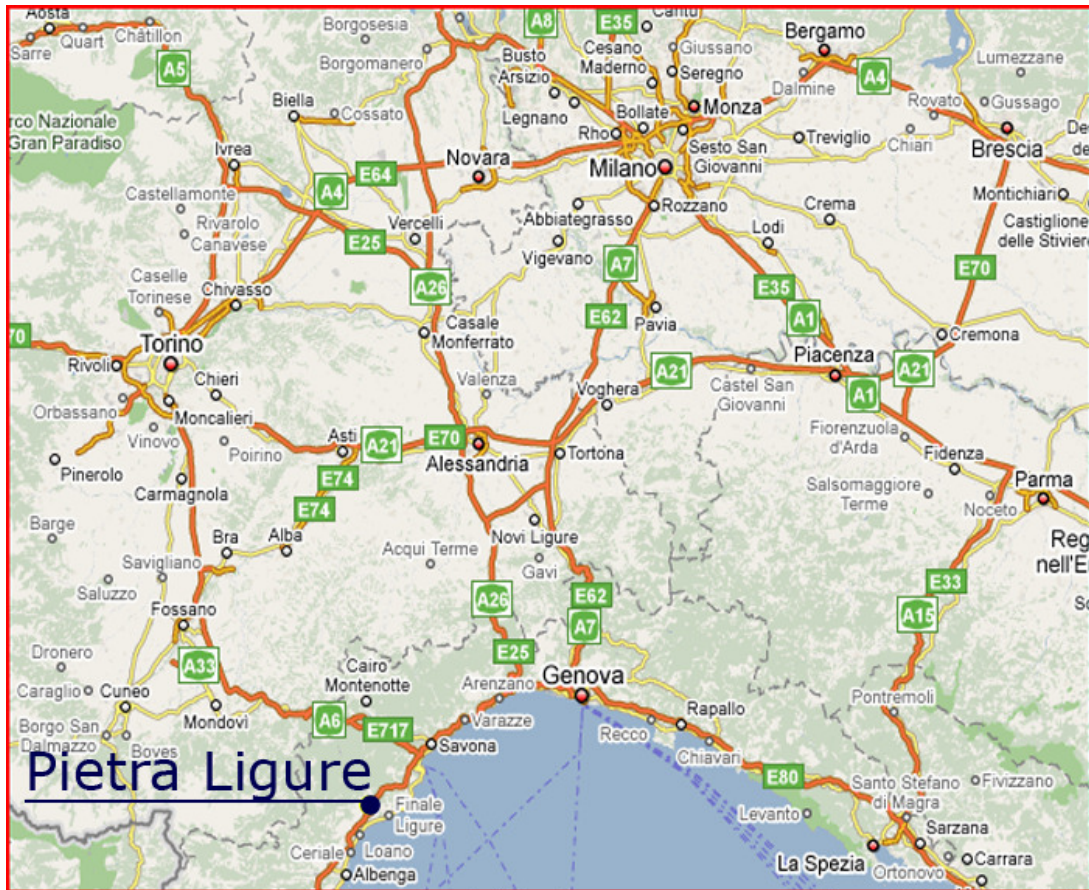 Aosta
Sarre
Quart
Châtillon
A5
Borgosesia
Borgomanero
A8
E35
Cantu
Busto
Arsizio
Cesano
Maderno
Giussano
Seregno
Bergamo
A4
Lumezzane
Dalmine
Rovato
Gussago
Biella
Cossato
Legnano
Bollate
Monza
rco Nazionale
Gran Paradiso
Ivrea
Rho
Sesto San
Giovanni
Treviglio
Chiari
Brescia
Novara
Milano
E64
A4
Castellamonte
Montichiari
Rivarolo
Canavese
Vercelli
Abbiategrasso
Rozzano
Crema
Castiglione
delle Stiviere
E25
Vigevano
Lodi
A7
E70
Caselle
Torinese
Chivasso
A26
E35
E62
Pavia
A1
70
Torino
Casale
Monferrato
Cremona
Rivoli
Piacenza
A21
A21
Chieri
Valenza
Voghera
Castel San
Giovanni
A1
Orbassano
Moncalieri
Vinovo
Poirino
Asti
A21
E70
Fiorenzuola
d'Arda
Pinerolo
Alessandria
Tortona
Fidenza
E74
Carmagnola
Salsomaggiore
Terme
Parma
Noceto
E74
Barge
Bra
Alba
Novi Ligure
Reg
nell'E
Savigliano
Acqui Terme
Gavi
Saluzzo
E33
Fossano
A26
E62
A7
A15
Dronero
A33
Cairo
Montenotte
E25
Genova
Caraglio
Cuneo
Arenzano
Pontremoli
Mondovì
A6
E717
Varazze
Recco
Rapallo
Borgo San
Dalmazzo
Boves
Savona
Chiavari
Pietra Ligure
E80
Santo Stefano
di Magra
Fivizzano
Finale
Ligure
Levanto
Sarzana
Ceriale
Loano
La Spezia
Carrara
Albenga
Ortonovo